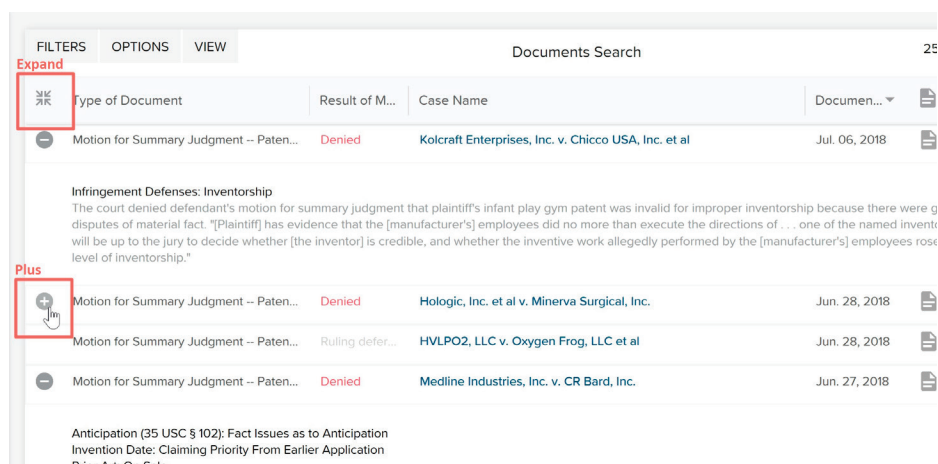 FILTERS OPTIONS VIEW Documents Search 25
Expand
Type of Document Result of M... Case Name Documen...
Motion for Summary Judgment -- Paten... Denied Kolcraft Enterprises, Inc. v. Chicco USA, Inc. et al Jul. 06, 2018
Infringement Defenses: Inventorship
The court denied defendant's motion for summary judgment that plaintiff's infant play gym patent was invalid for improper inventorship because there were g
disputes of material fact. "[Plaintiff] has evidence that the [manufacturer's] employees did no more than execute the directions of . . . one of the named invento
will be up to the jury to decide whether [the inventor] is credible, and whether the inventive work allegedly performed by the [manufacturer's] employees rose
level of inventorship."
Plus
Motion for Summary Judgment -- Paten... Denied Hologic, Inc. et al v. Minerva Surgical, Inc. Jun. 28, 2018
Motion for Summary Judgment -- Paten... Ruling defer... HVLPO2, LLC v. Oxygen Frog, LLC et al Jun. 28, 2018
Motion for Summary Judgment -- Paten... Denied Medline Industries, Inc. v. CR Bard, Inc. Jun. 27, 2018
Anticipation (35 USC § 102): Fact Issues as to Anticipation
Invention Date: Claiming Priority From Earlier Application